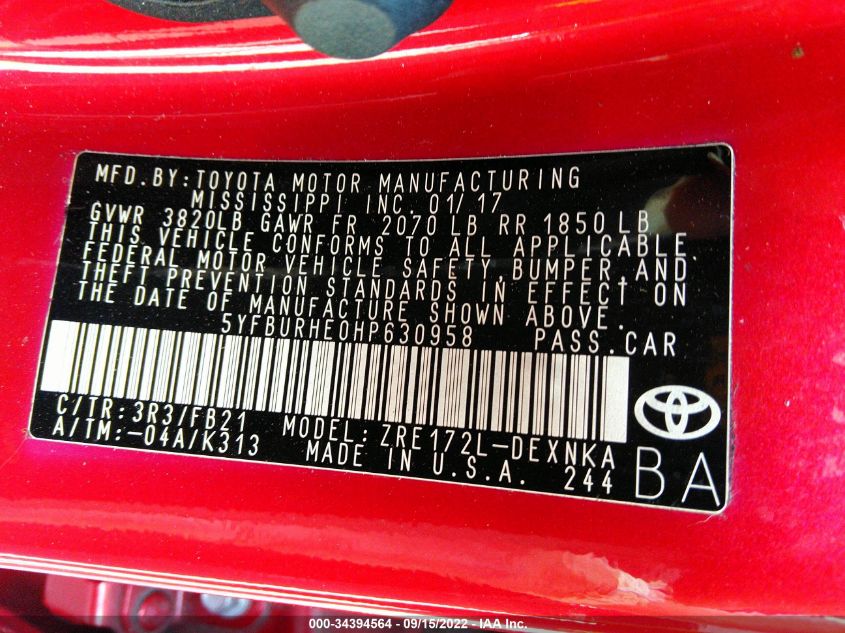 MFD.BY:TOYOTA MOTOR MANUFACTURING
MISSISSIPPI INC. 01/17
GVWR 3820LB GAWR FR 2070 LB RR 1850 LB
THIS VEHICLE CONFORMS TO ALL APPLICABLE
FEDERAL MOTOR VEHICLE SAFETY,BUMPER,AND
THEFT PREVENTION STANDARDS IN EFFECT ON
THE DATE OF MANUFACTURE SHOWN ABOVE.
5YFBURHE0HP630958 PASS.CAR
C/TR:3R3/FB21 MODEL:ZRE172L-DEXNKA
A/TM:-04A/K313 MADE IN U.S.A. 244
BA
000-34394564 - 09/15/2022 - IAA Inc.